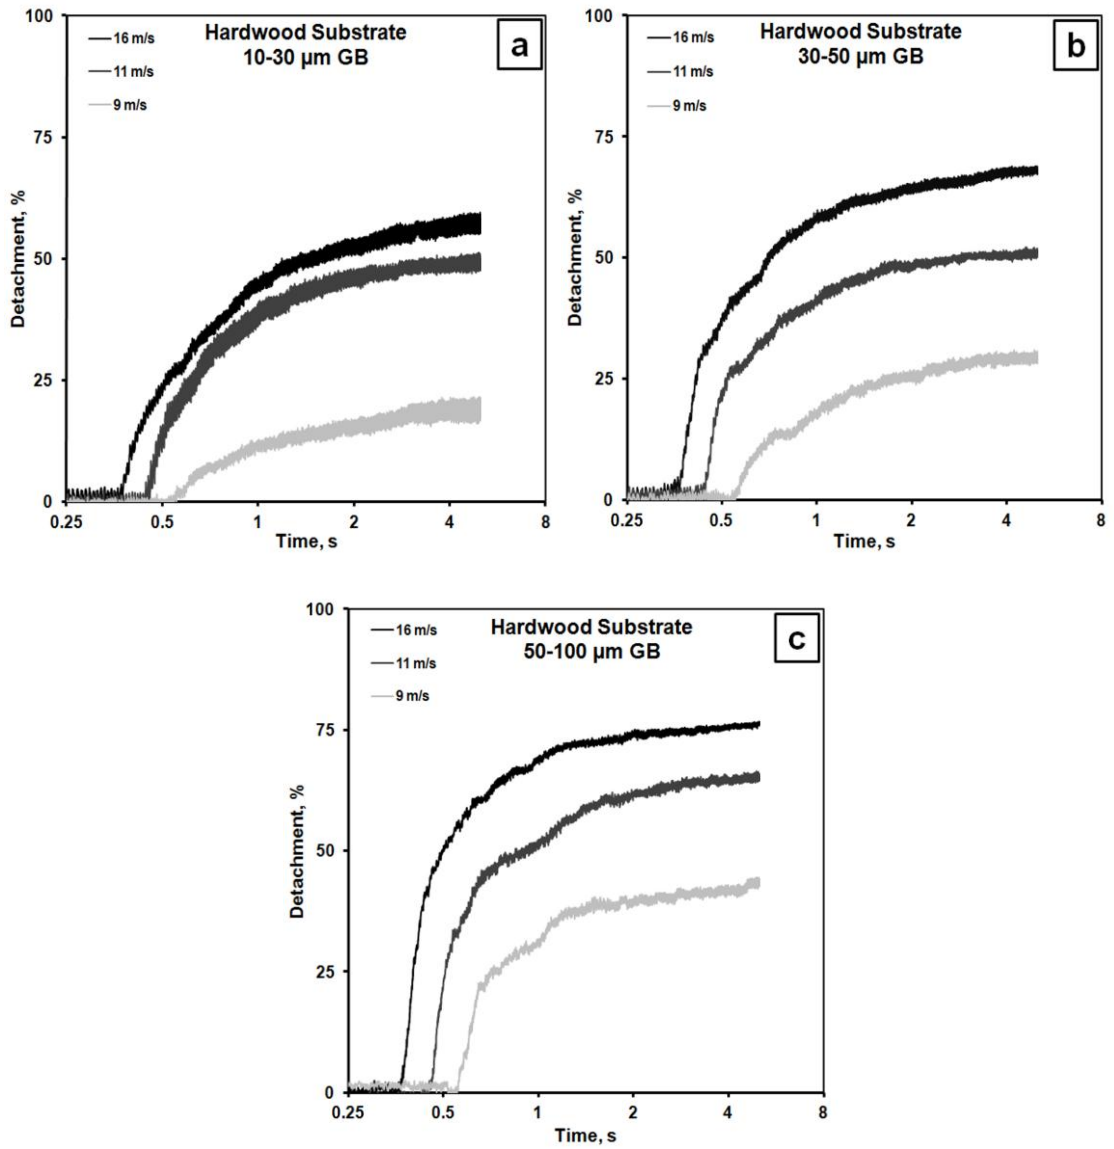 Hardwood Substrate
10-30 µm GB
a
16 m/s
11 m/s
9 m/s
100
75
50
25
0
Detachment, %
0.25 0.5 1 2 4 8
Time, s
Hardwood Substrate
30-50 µm GB
b
16 m/s
11 m/s
9 m/s
100
75
50
25
0
Detachment, %
0.25 0.5 1 2 4 8
Time, s
Hardwood Substrate
50-100 µm GB
c
16 m/s
11 m/s
9 m/s
100
75
50
25
0
Detachment, %
0.25 0.5 1 2 4 8
Time, s